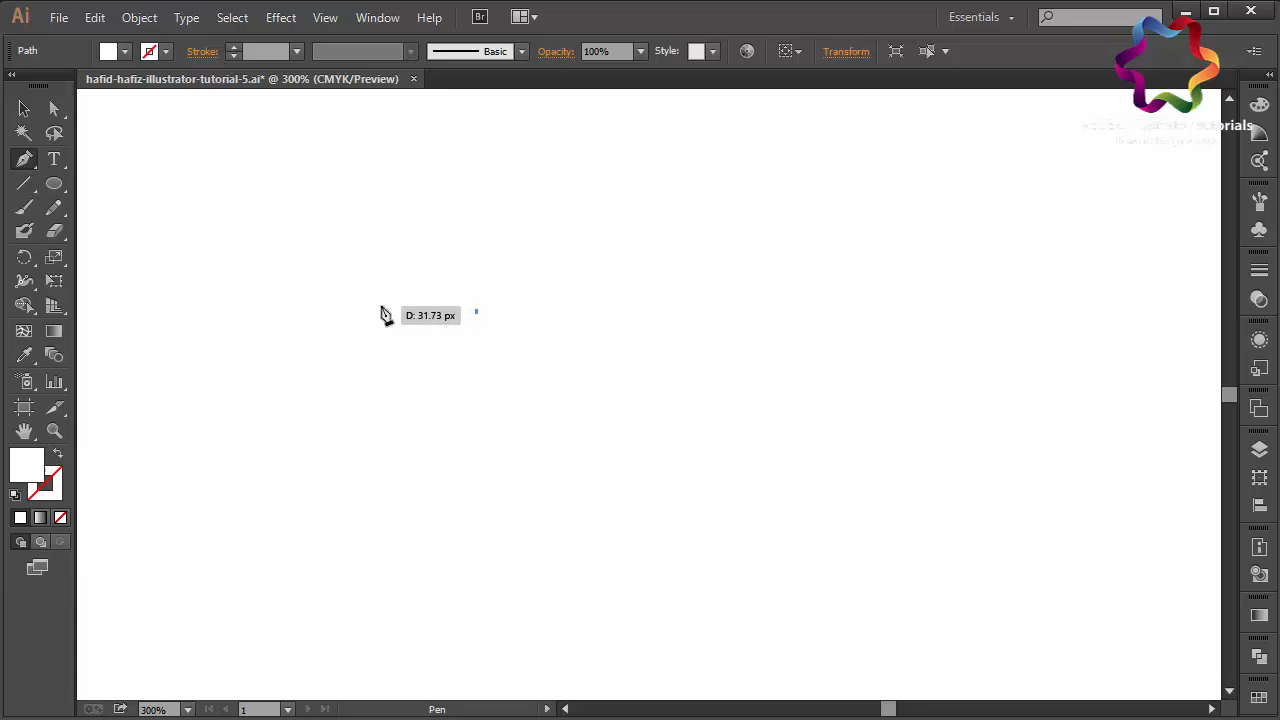 Ai File Edit Object Type Select Effect View Window Help Br Essentials
Path Stroke: Basic Opacity: 100% Style: Transform
hafid-hafiz-illustrator-tutorial-5.ai* @ 300% (CMYK/Preview) ×
tutorials
T
D: 31.73 px
300% 1 Pen